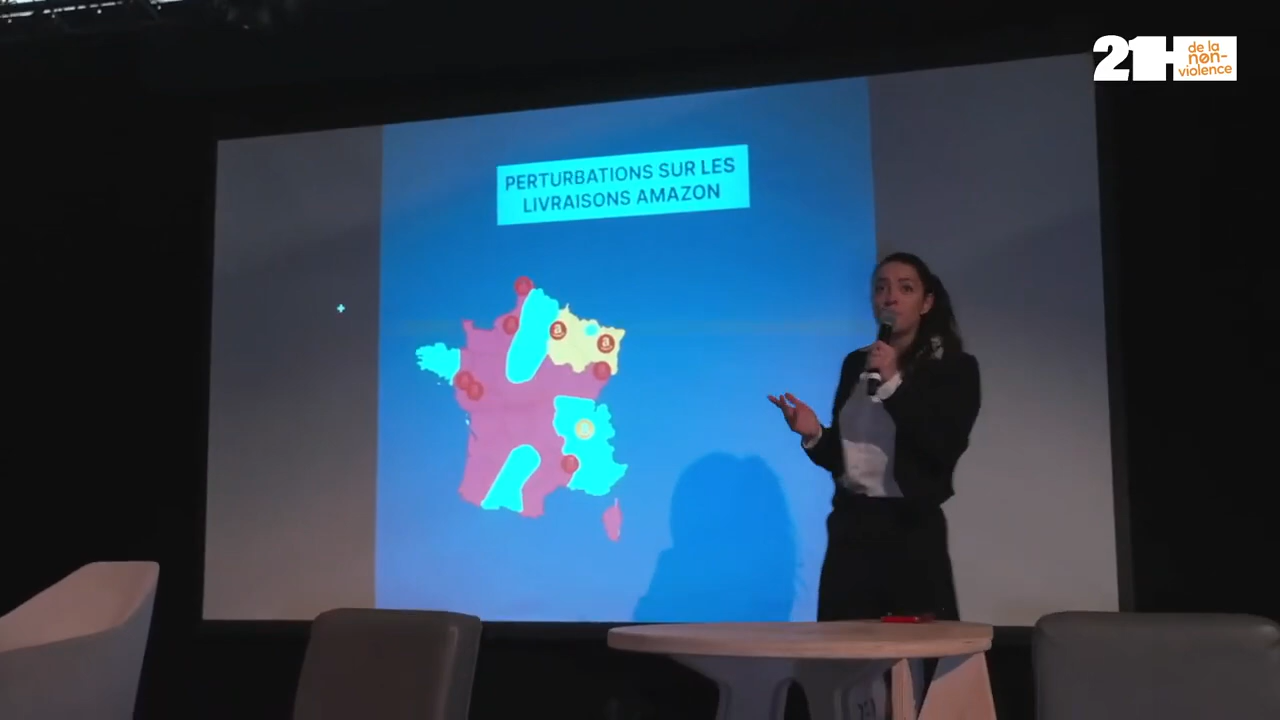 21H
de la
non-
violence
PERTURBATIONS SUR LES
LIVRAISONS AMAZON
a
a
a